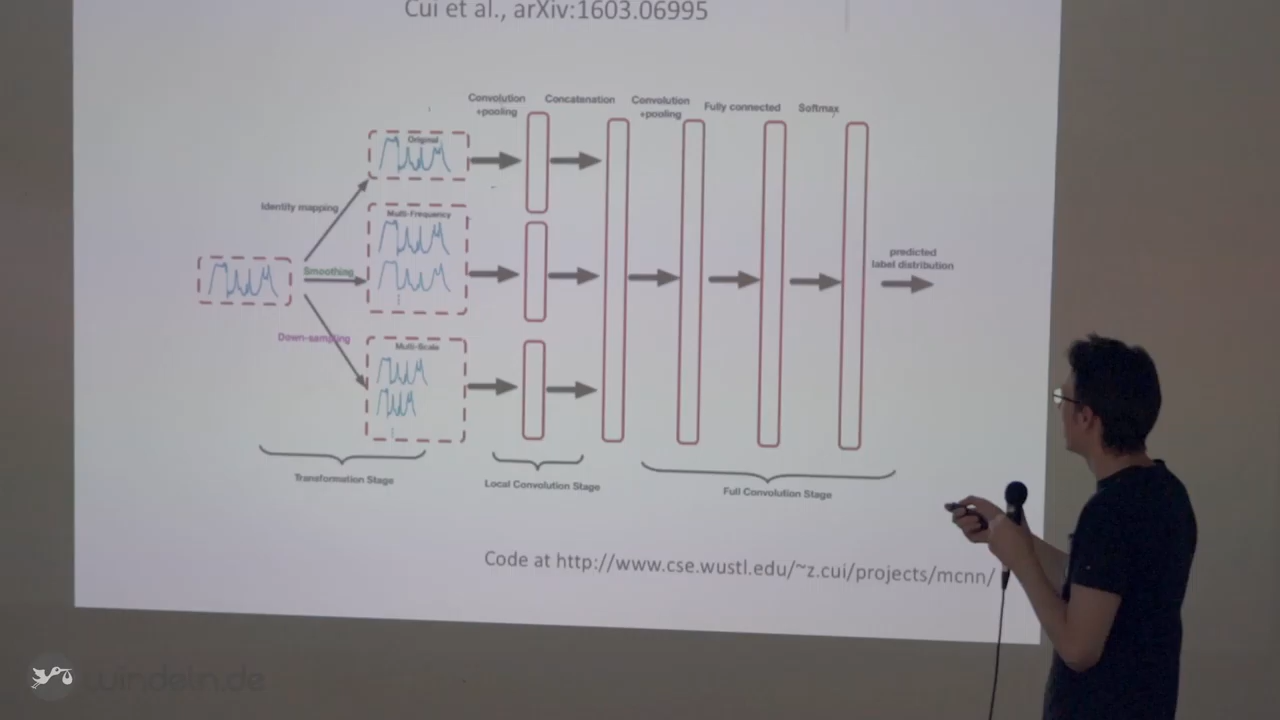 Cui et al., arXiv:1603.06995
Convolution
+pooling
Concatenation
Convolution
+pooling
Fully connected
Softmax
Original
Identity mapping
Multi-Frequency
Smoothing
Down-sampling
Multi-Scale
predicted
label distribution
Transformation Stage
Local Convolution Stage
Full Convolution Stage
Code at http://www.cse.wustl.edu/~z.cui/projects/mcnn/
windeln.de